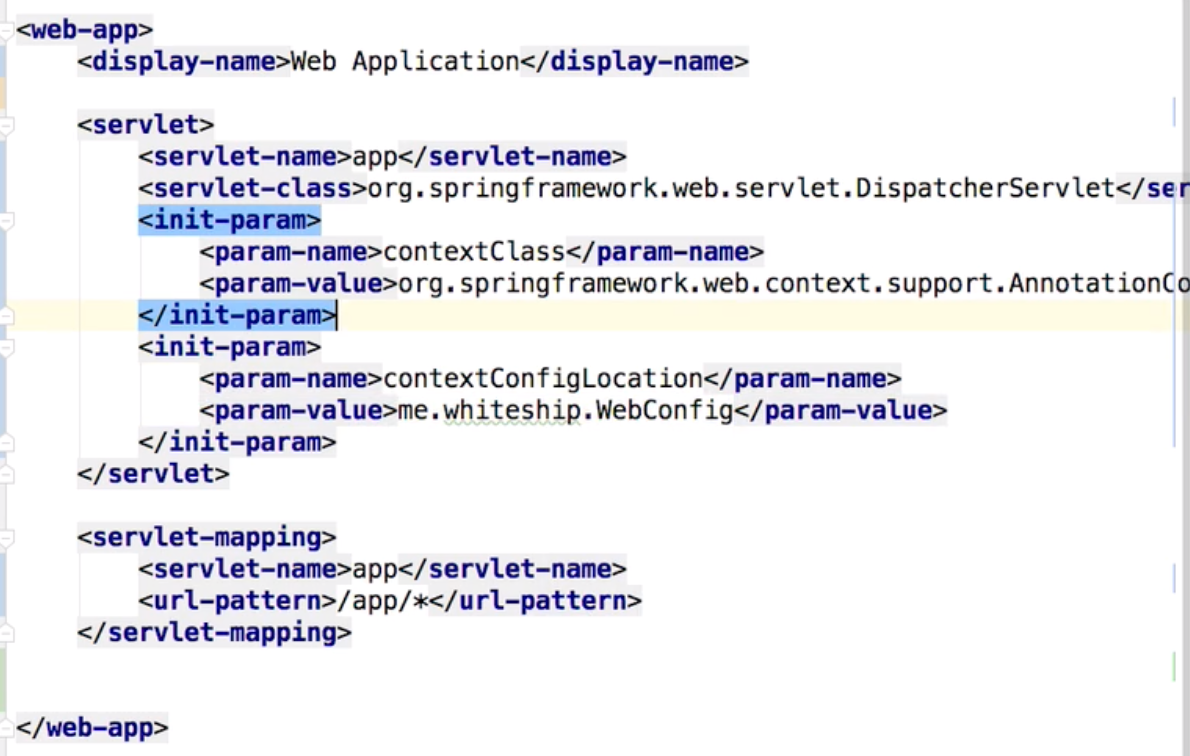 <web-app>
<display-name>Web Application</display-name>
<servlet>
<servlet-name>app</servlet-name>
<servlet-class>org.springframework.web.servlet.DispatcherServlet</ser
<init-param>
<param-name>contextClass</param-name>
<param-value>org.springframework.web.context.support.AnnotationCo
</init-param>
<init-param>
<param-name>contextConfigLocation</param-name>
<param-value>me.whiteship.WebConfig</param-value>
</init-param>
</servlet>
<servlet-mapping>
<servlet-name>app</servlet-name>
<url-pattern>/app/*</url-pattern>
</servlet-mapping>
</web-app>